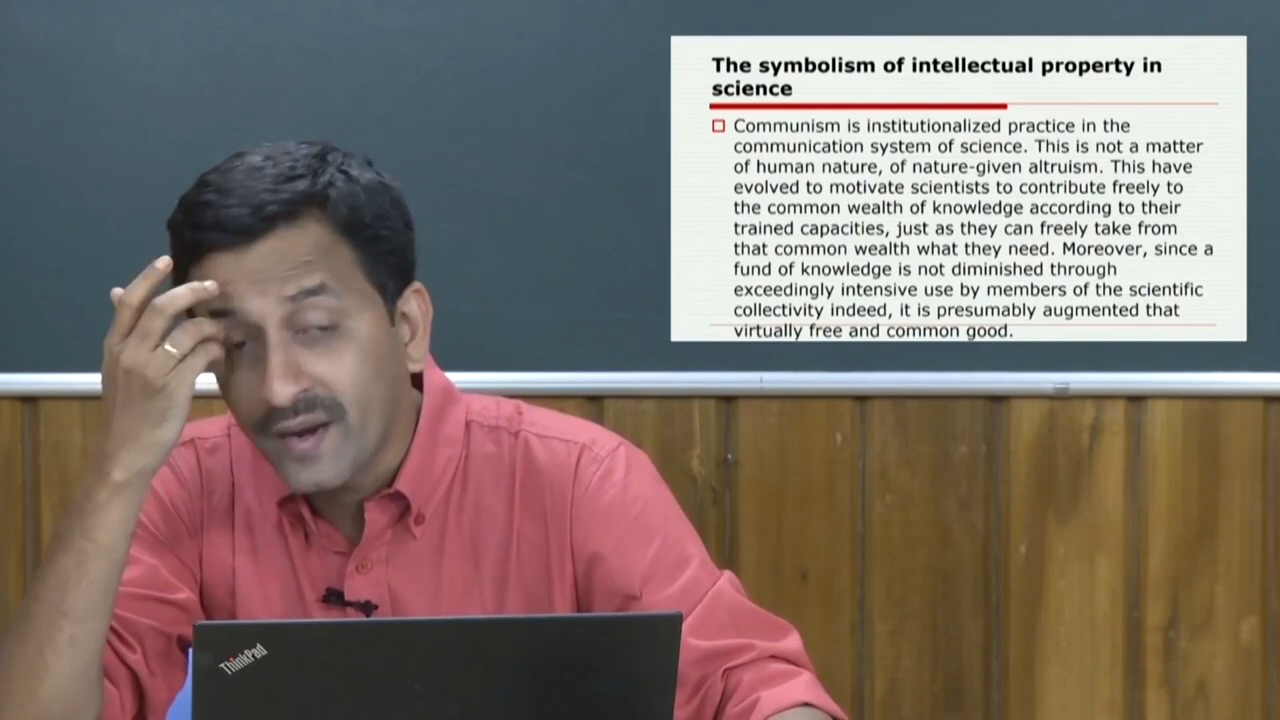 The symbolism of intellectual property in
science
Communism is institutionalized practice in the
communication system of science. This is not a matter
of human nature, of nature-given altruism. This have
evolved to motivate scientists to contribute freely to
the common wealth of knowledge according to their
trained capacities, just as they can freely take from
that common wealth what they need. Moreover, since a
fund of knowledge is not diminished through
exceedingly intensive use by members of the scientific
collectivity indeed, it is presumably augmented that
virtually free and common good.
ThinkPad